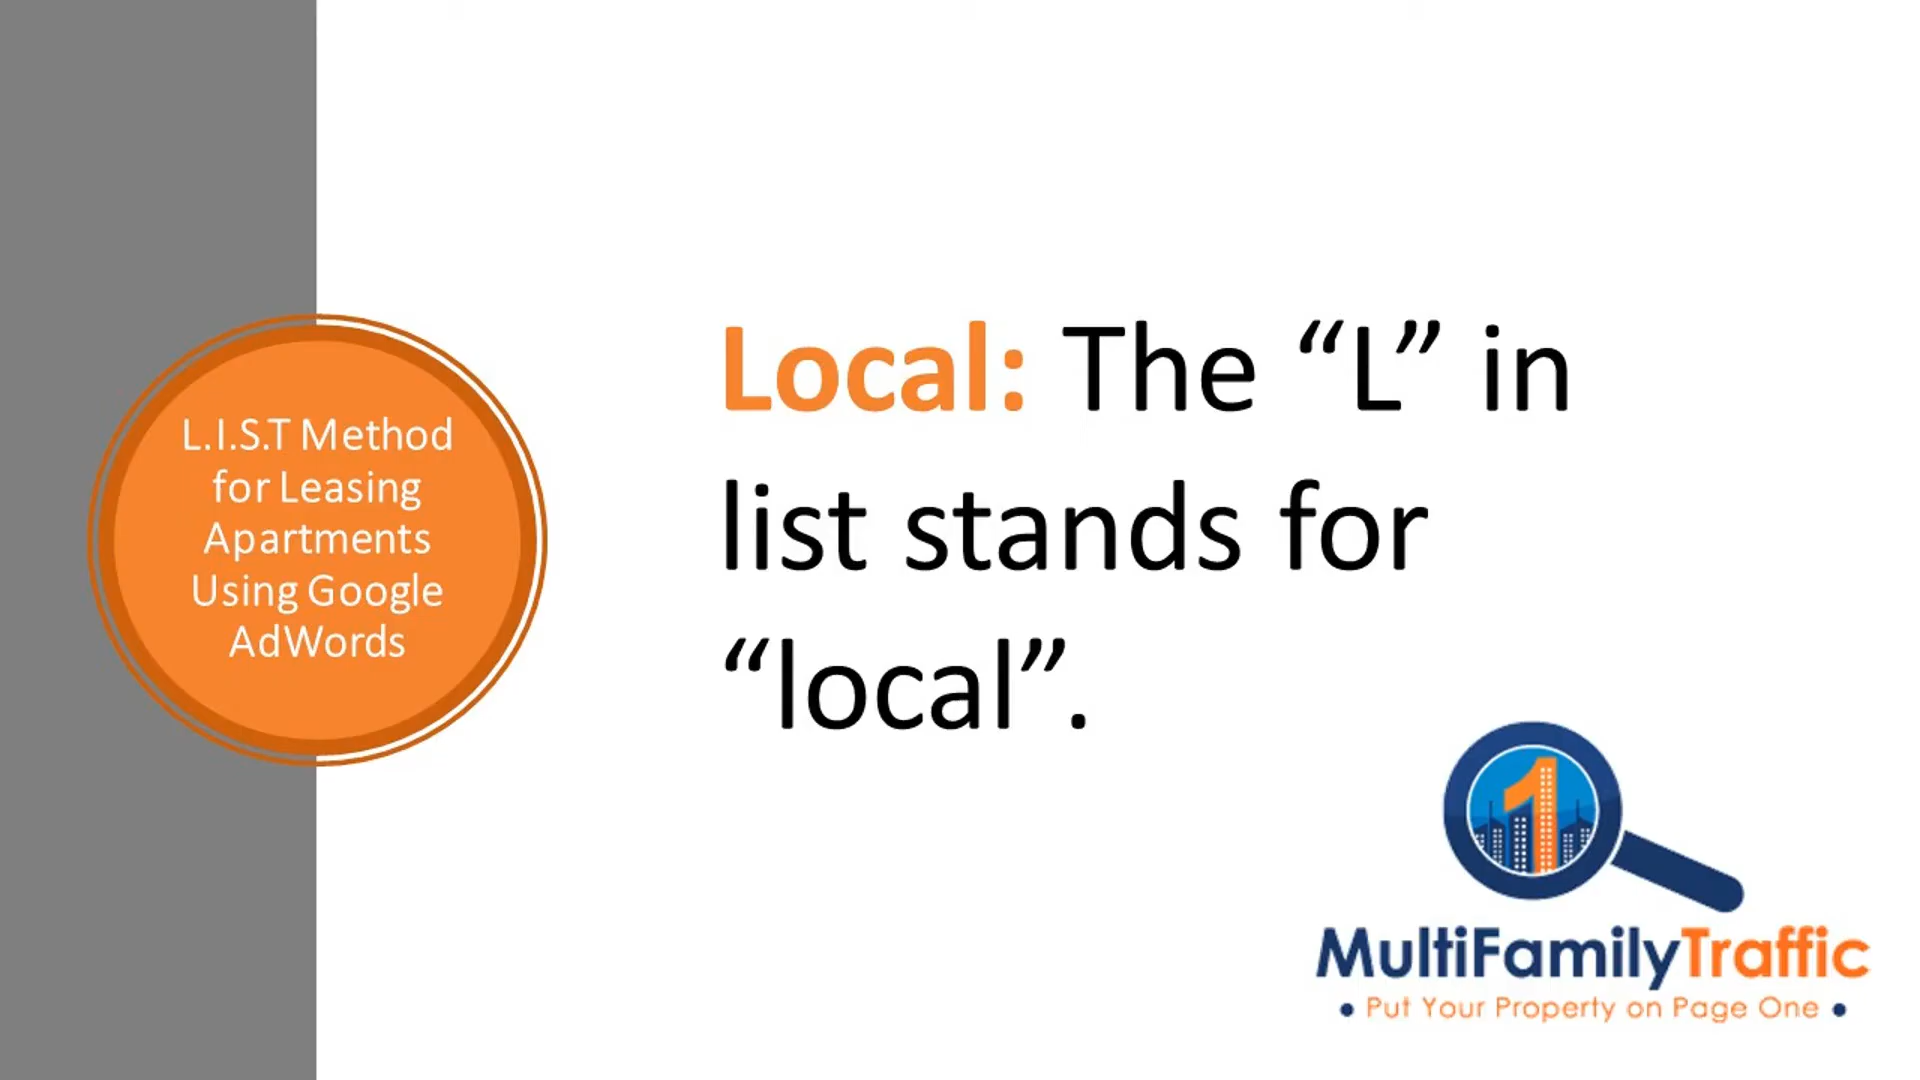 L.I.S.T Method
for Leasing
Apartments
Using Google
AdWords
Local: The “L” in
list stands for
“local”.
1
MultiFamilyTraffic
• Put Your Property on Page One •